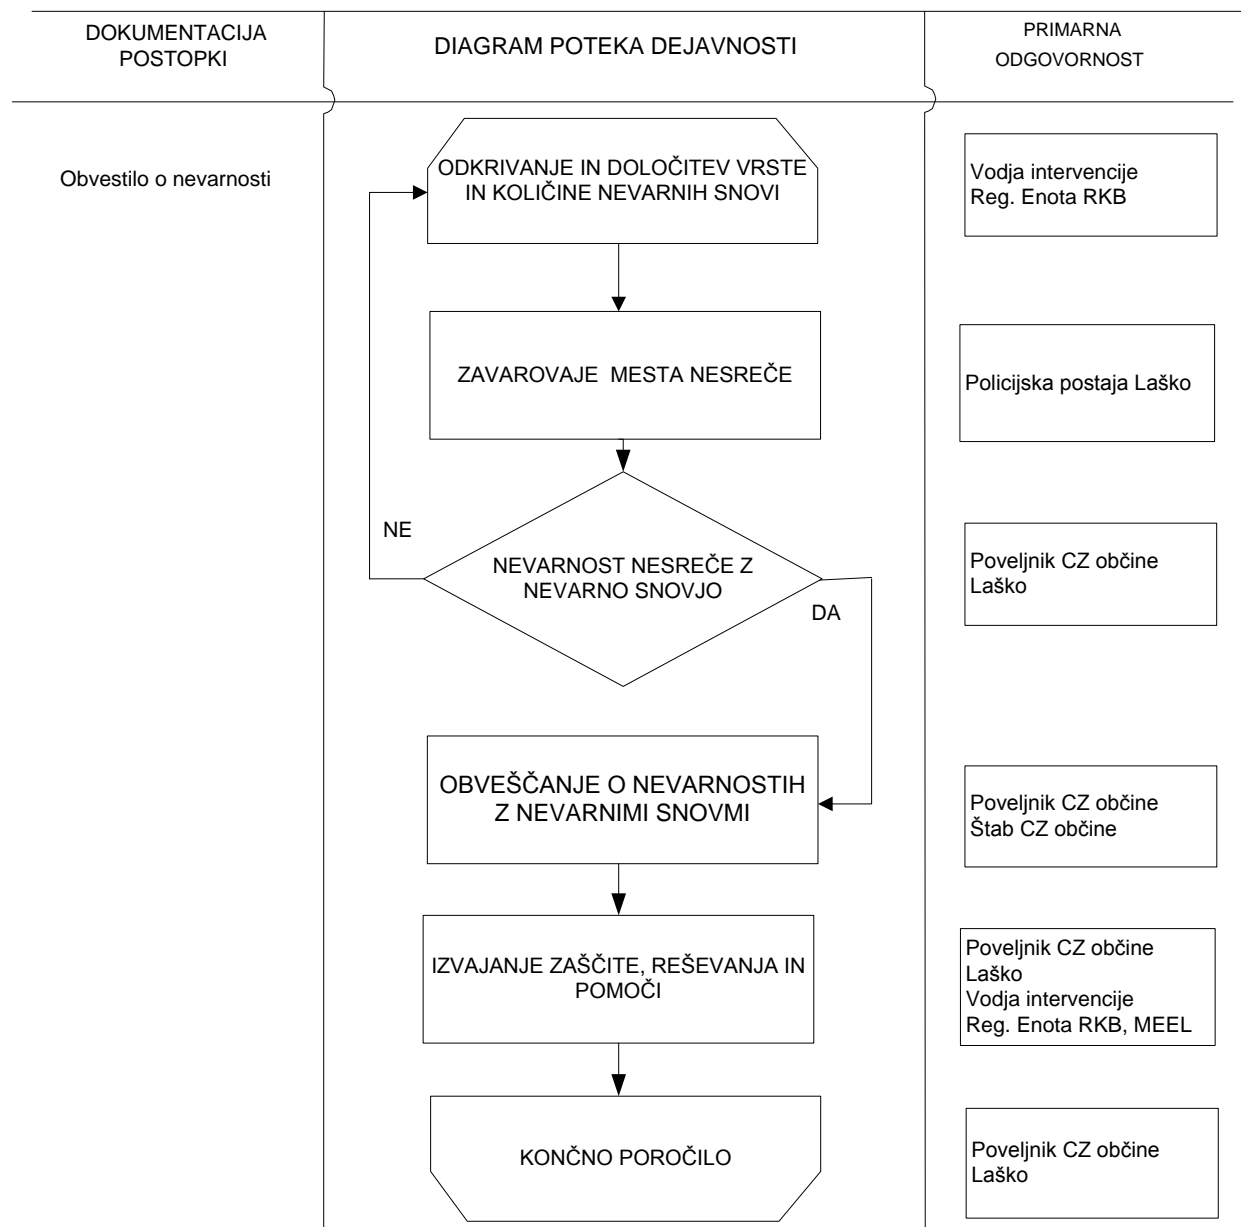 DOKUMENTACIJA
POSTOPKI
DIAGRAM POTEKA DEJAVNOSTI
PRIMARNA
ODGOVORNOST
Obvestilo o nevarnosti
ODKRIVANJE IN DOLOČITEV VRSTE
IN KOLIČINE NEVARNIH SNOVI
Vodja intervencije
Reg. Enota RKB
ZAVAROVAJE MESTA NESREČE
Policijska postaja Laško
NE
NEVARNOST NESREČE Z
NEVARNO SNOVJO
DA
Poveljnik CZ občine
Laško
OBVEŠČANJE O NEVARNOSTIH
Z NEVARNIMI SNOVMI
Poveljnik CZ občine
Štab CZ občine
IZVAJANJE ZAŠČITE, REŠEVANJA IN
POMOČI
Poveljnik CZ občine
Laško
Vodja intervencije
Reg. Enota RKB, MEEL
KONČNO POROČILO
Poveljnik CZ občine
Laško